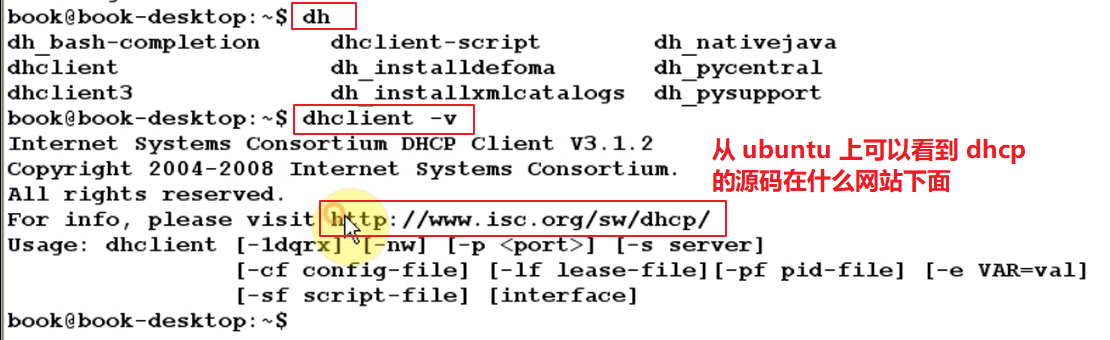 book@book-desktop:~$ dh
dh_bash-completion dhclient-script dh_nativejava
dhclient dh_installdefoma dh_pycentral
dhclient3 dh_installxmlcatalogs dh_pysupport
book@book-desktop:~$ dhclient -v
Internet Systems Consortium DHCP Client V3.1.2
Copyright 2004-2008 Internet Systems Consortium.
All rights reserved.
For info, please visit http://www.isc.org/sw/dhcp/
Usage: dhclient [-1dqrx] [-nw] [-p <port>] [-s server]
[-cf config-file] [-lf lease-file][-pf pid-file] [-e VAR=val]
[-sf script-file] [interface]
book@book-desktop:~$
从 ubuntu 上可以看到 dhcp
的源码在什么网站下面